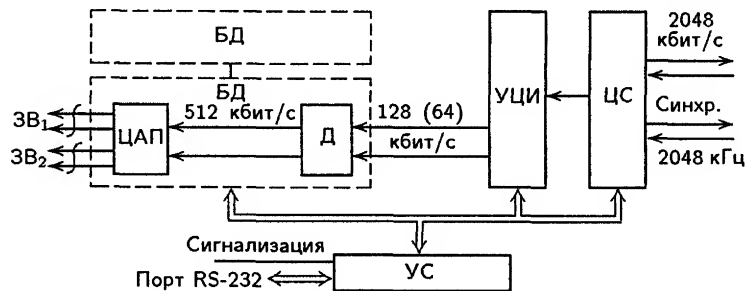 БД
2048
кбит/с
БД
512 кбит/с
128 (64)
кбит/с
ЗВ₁
ЗВ₂
ЦАП
Д
УЦИ
ЦС
Синхр.
2048 кГц
Сигнализация
Порт RS-232
УС